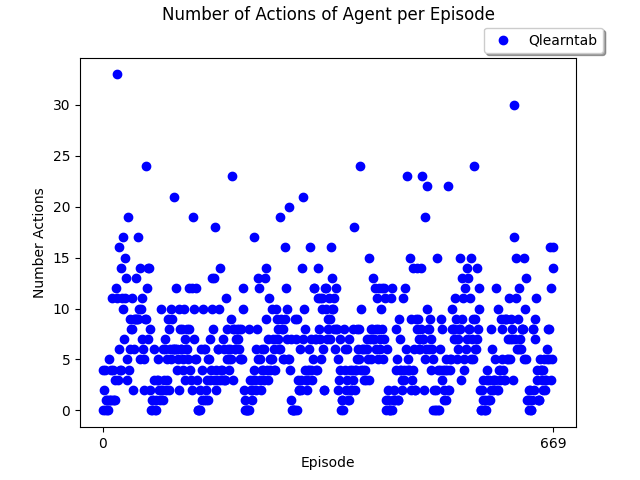 Number of Actions of Agent per Episode
Qlearntab
30
25
20
15
10
5
0
Number Actions
0 669
Episode